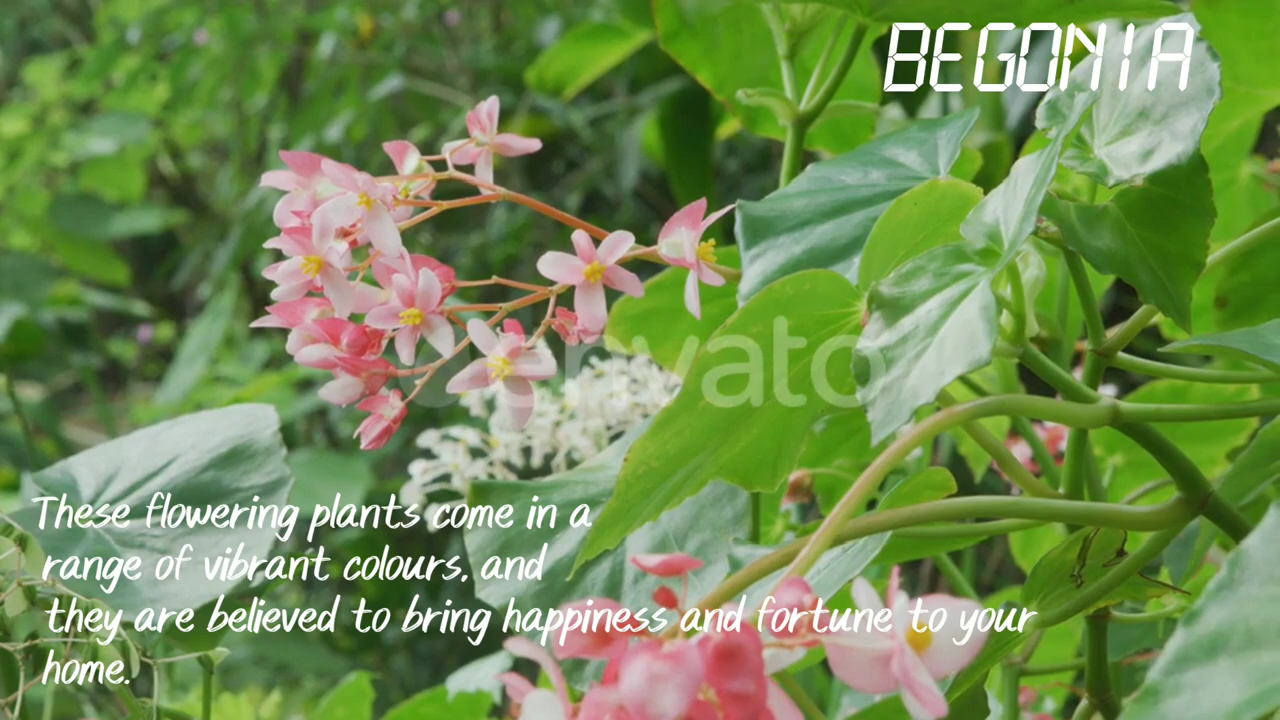 BEGONIA
envato
These flowering plants come in a
range of vibrant colours. and
they are believed to bring happiness and fortune to your
home.